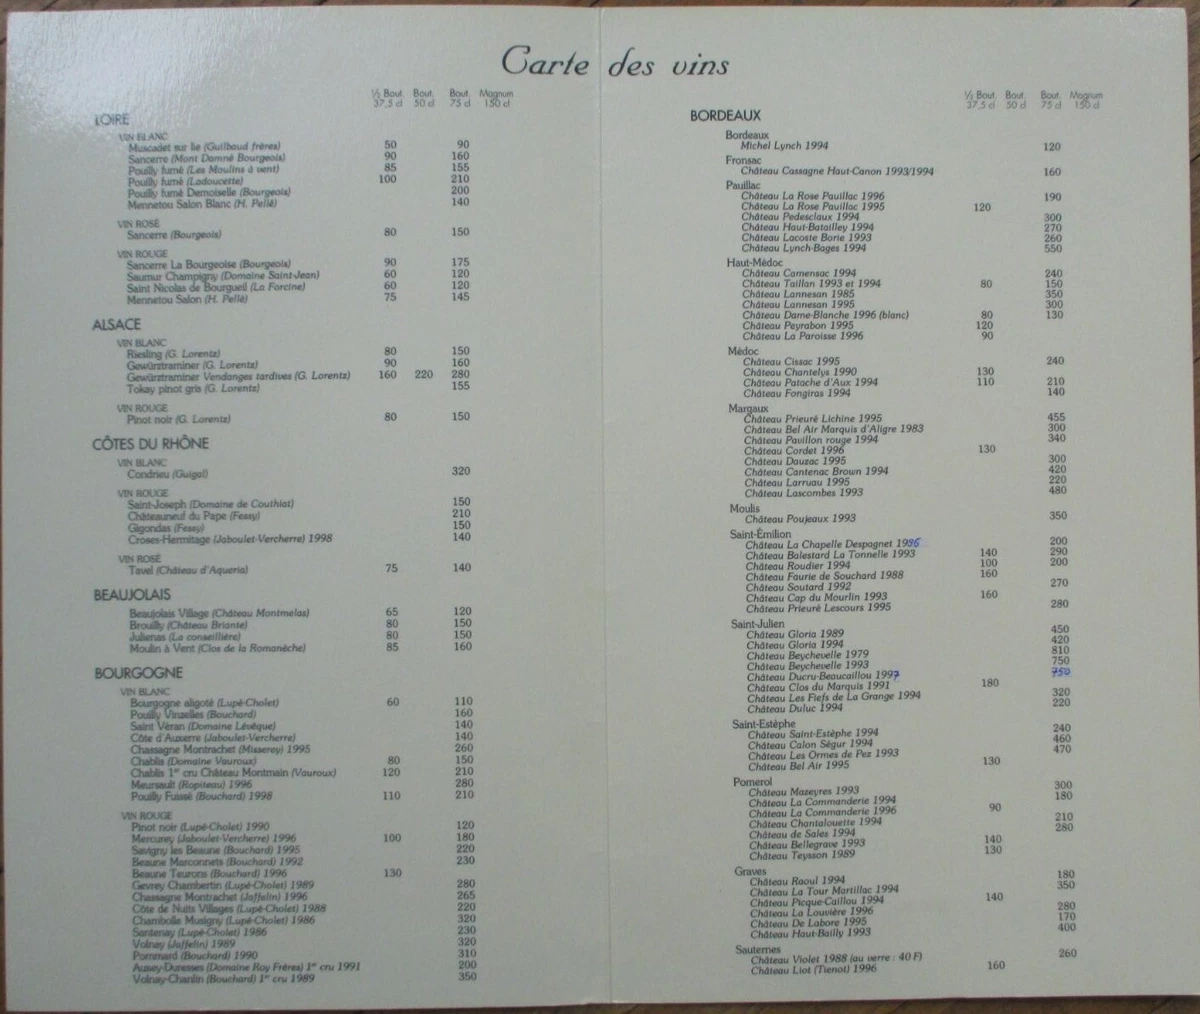 Carte des vins
½ Bout. 37,5 cl Bout. 50 cl Bout. 75 cl Magnum 150 cl
LOIRE
VIN BLANC
Muscadet sur lie (Guilbaud frères) 50 90
Sancerre (Mont Damné Bourgeois) 90 160
Pouilly fumé (Les Moulins à vent) 85 155
Pouilly fumé (Ladoucette) 100 210
Pouilly fumé Demoiselle (Bourgeois) 200
Mennetou Salon Blanc (H. Pellé) 140
VIN ROSÉ
Sancerre (Bourgeois) 80 150
VIN ROUGE
Sancerre La Bourgeoise (Bourgeois) 90 175
Saumur Champigny (Domaine Saint-Jean) 60 120
Saint Nicolas de Bourgueil (La Forcine) 60 120
Mennetou Salon (H. Pellé) 75 145
ALSACE
VIN BLANC
Riesling (G. Lorentz) 80 150
Gewürztraminer (G. Lorentz) 90 160
Gewürztraminer Vendanges tardives (G. Lorentz) 160 220 280
Tokay pinot gris (G. Lorentz) 155
VIN ROUGE
Pinot noir (G. Lorentz) 80 150
CÔTES DU RHÔNE
VIN BLANC
Condrieu (Guigal) 320
VIN ROUGE
Saint-Joseph (Domaine de Couthiat) 150
Châteauneuf du Pape (Fessy) 210
Gigondas (Fessy) 150
Croses-Hermitage (Jaboulet-Vercherre) 1998 140
VIN ROSÉ
Tavel (Château d'Aqueria) 75 140
BEAUJOLAIS
Beaujolais Village (Château Montmelas) 65 120
Brouilly (Château Briante) 80 150
Julienas (La conseillière) 80 150
Moulin à Vent (Clos de la Romanèche) 85 160
BOURGOGNE
VIN BLANC
Bourgogne aligoté (Lupé-Cholet) 60 110
Pouilly Vinzelles (Bouchard) 160
Saint Véran (Domaine Lévêque) 140
Côte d'Auxerre (Jaboulet-Vercherre) 140
Chassagne Montrachet (Misserey) 1995 260
Chablis (Domaine Vauroux) 80 150
Chablis 1er cru Château Montmain (Vauroux) 120 210
Meursault (Ropiteau) 1996 280
Pouilly Fuissé (Bouchard) 1998 110 210
VIN ROUGE
Pinot noir (Lupé-Cholet) 1990 120
Mercurey (Jaboulet-Vercherre) 1996 100 180
Savigny les Beaune (Bouchard) 1995 220
Beaune Marconnets (Bouchard) 1992 230
Beaune Teurons (Bouchard) 1996 130
Gevrey Chambertin (Lupé-Cholet) 1989 280
Chassagne Montrachet (Jaffelin) 1996 265
Côte de Nuits Villages (Lupé-Cholet) 1988 220
Chambolle Musigny (Lupé-Cholet) 1986 320
Santenay (Lupé-Cholet) 1986 230
Volnay (Jaffelin) 1989 320
Pommard (Bouchard) 1990 310
Auxey-Duresses (Domaine Roy Frères) 1er cru 1991 200
Volnay-Chanlin (Bouchard) 1er cru 1989 350
½ Bout. 37,5 cl Bout. 50 cl Bout. 75 cl Magnum 150 cl
BORDEAUX
Bordeaux
Michel Lynch 1994 120
Fronsac
Château Cassagne Haut-Canon 1993/1994 160
Pauillac
Château La Rose Pauillac 1996 190
Château La Rose Pauillac 1995 120
Château Pedesclaux 1994 300
Château Haut-Batailley 1994 270
Château Lacoste Borie 1993 260
Château Lynch-Bages 1994 550
Haut-Médoc
Château Camensac 1994 240
Château Taillan 1993 et 1994 80 150
Château Lannesan 1985 350
Château Lannesan 1995 300
Château Dame-Blanche 1996 (blanc) 80 130
Château Peyrabon 1995 120
Château La Paroisse 1996 90
Médoc
Château Cissac 1995 240
Château Chantelys 1990 130
Château Patache d'Aux 1994 110 210
Château Fongiras 1994 140
Margaux
Château Prieuré Lichine 1995 455
Château Bel Air Marquis d'Aligre 1983 300
Château Pavillon rouge 1994 340
Château Cordet 1996 130
Château Dauzac 1995 300
Château Cantenac Brown 1994 420
Château Larruau 1995 220
Château Lascombes 1993 480
Moulis
Château Poujeaux 1993 350
Saint-Émilion
Château La Chapelle Despagnet 1996 200
Château Balestard La Tonnelle 1993 140 290
Château Roudier 1994 100 200
Château Faurie de Souchard 1988 160
Château Soutard 1992 270
Château Cap du Mourlin 1993 160
Château Prieuré Lescours 1995 280
Saint-Julien
Château Gloria 1989 450
Château Gloria 1994 420
Château Beychevelle 1979 810
Château Beychevelle 1993 750
Château Ducru-Beaucaillou 1997 750
Château Clos du Marquis 1991 180
Château Les Fiefs de La Grange 1994 320
Château Duluc 1994 220
Saint-Estèphe
Château Saint-Estèphe 1994 240
Château Calon Ségur 1994 460
Château Les Ormes de Pez 1993 470
Château Bel Air 1995 130
Pomerol
Château Mazeyres 1993 300
Château La Commanderie 1994 180
Château La Commanderie 1996 90
Château Chantalouette 1994 210
Château de Sales 1994 280
Château Bellegrave 1993 140
Château Teysson 1989 130
Graves
Château Raoul 1994 180
Château La Tour Martillac 1994 350
Château Picque-Caillou 1994 140
Château La Louvière 1996 280
Château De Labore 1995 170
Château Haut-Bailly 1993 400
Sauternes
Château Violet 1988 (au verre : 40 F) 260
Château Liot (Tienot) 1996 160